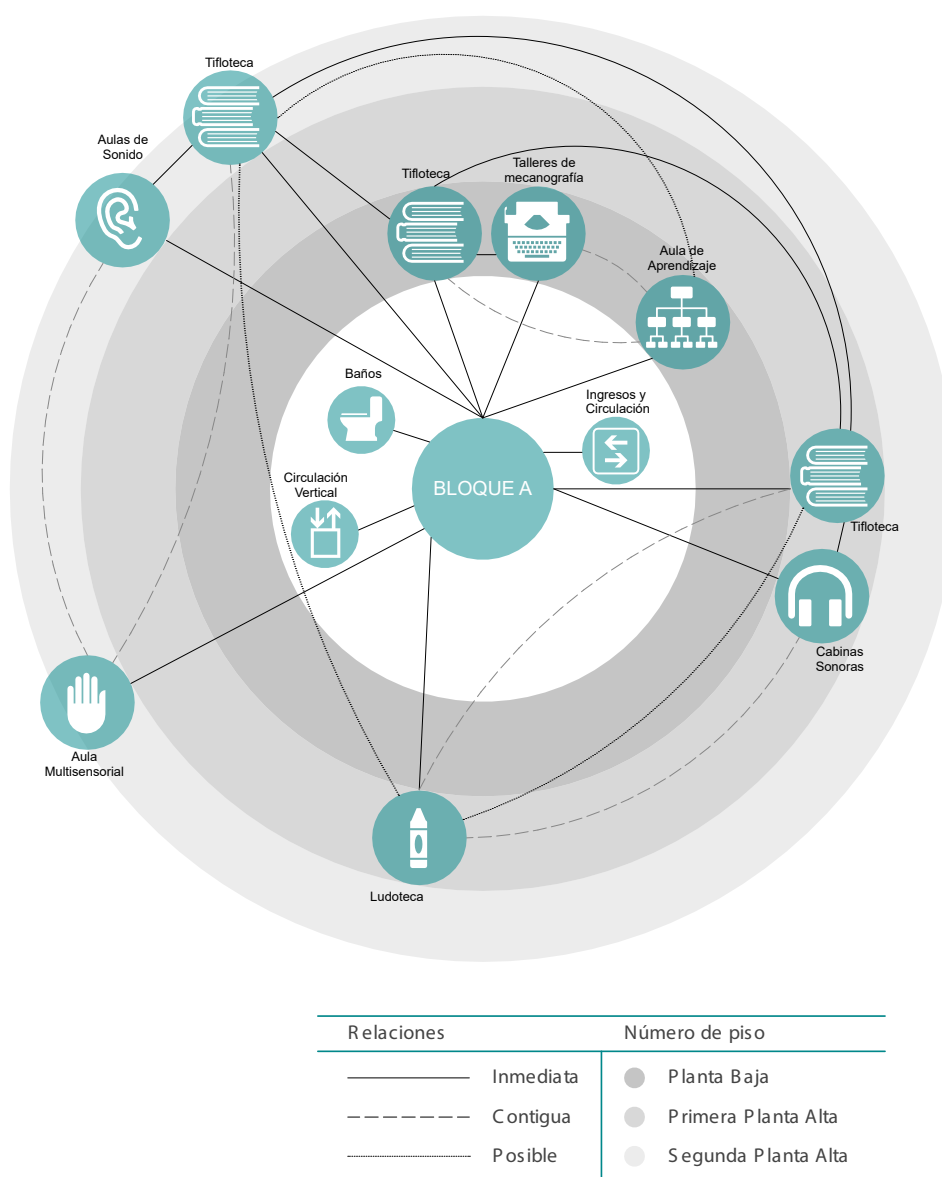 Tifloteca
Aulas de
Sonido
Tifloteca
Talleres de
mecanografía
Aula de
Aprendizaje
Baños
Ingresos y
Circulación
BLOQUE A
Circulación
Vertical
Tifloteca
Cabinas
Sonoras
Aula
Multisensorial
Ludoteca
Relaciones
Número de piso
Inmediata
Planta Baja
Contigua
Primera Planta Alta
Posible
Segunda Planta Alta